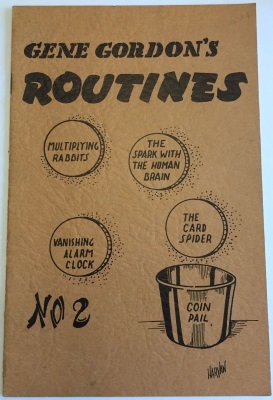 GENE GORDON'S
ROUTINES
MULTIPLYING
RABBITS
THE
SPARK WITH
THE HUMAN
BRAIN
VANISHING
ALARM
CLOCK
THE
CARD
SPIDER
NO 2
COIN
PAIL